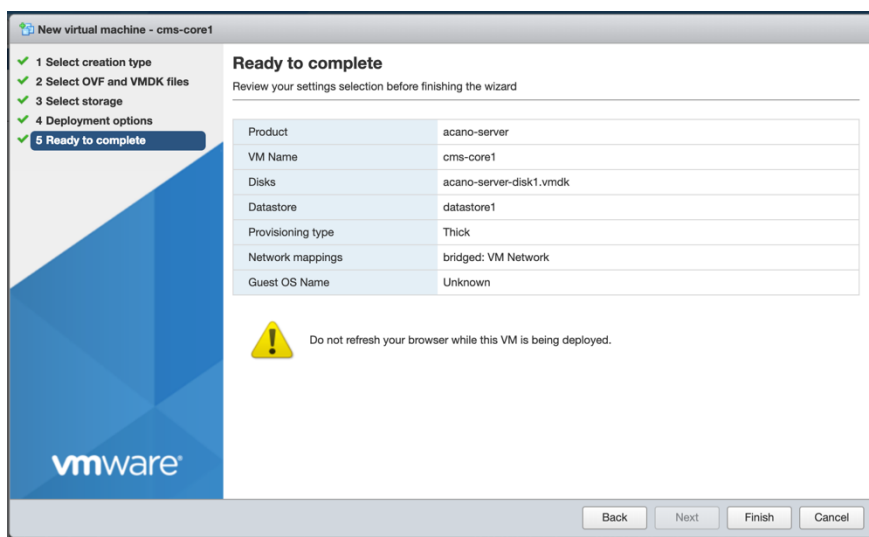 New virtual machine - cms-core1
1 Select creation type
2 Select OVF and VMDK files
3 Select storage
4 Deployment options
5 Ready to complete
Ready to complete
Review your settings selection before finishing the wizard
Product acano-server
VM Name cms-core1
Disks acano-server-disk1.vmdk
Datastore datastore1
Provisioning type Thick
Network mappings bridged: VM Network
Guest OS Name Unknown
Do not refresh your browser while this VM is being deployed.
vmware®
Back Next Finish Cancel